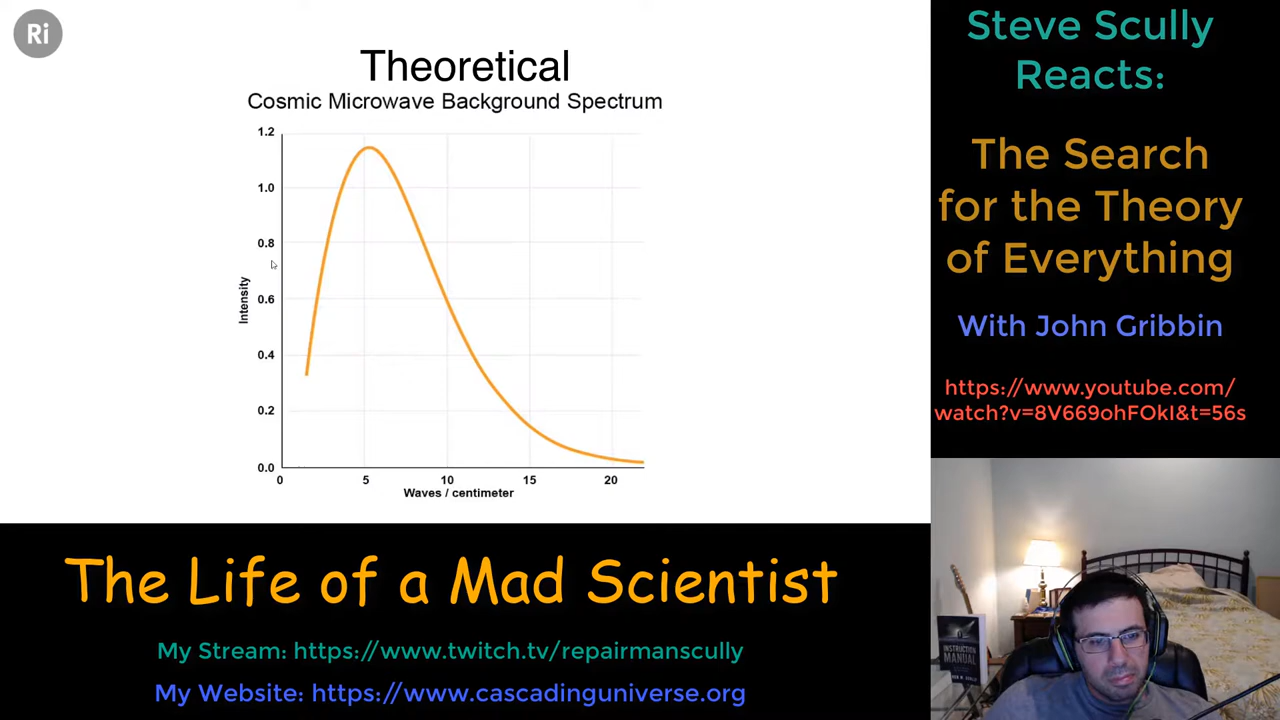 Ri
Theoretical
Cosmic Microwave Background Spectrum
1.2
1.0
0.8
0.6
0.4
0.2
0.0
Intensity
0 5 10 15 20
Waves / centimeter
Steve Scully
Reacts:
The Search
for the Theory
of Everything
With John Gribbin
https://www.youtube.com/
watch?v=8V669ohFOkI&t=56s
The Life of a Mad Scientist
My Stream: https://www.twitch.tv/repairmanscully
My Website: https://www.cascadinguniverse.org
INSTRUCTION
MANUAL